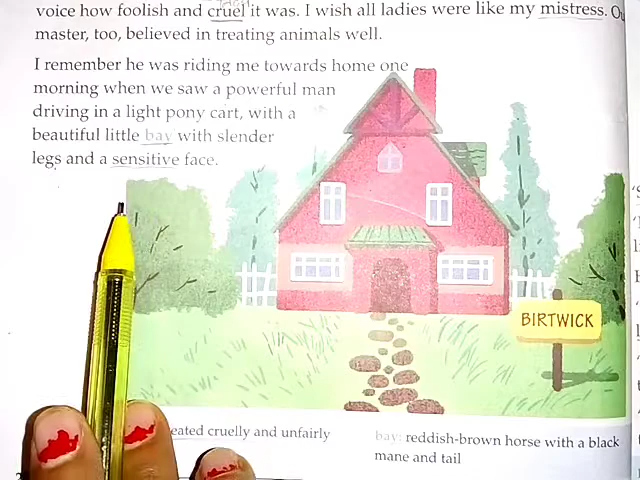 voice how foolish and cruel it was. I wish all ladies were like my mistress.
master, too, believed in treating animals well.
I remember he was riding me towards home one
morning when we saw a powerful man
driving in a light pony cart, with a
beautiful little bay with slender
legs and a sensitive face.
BIRTWICK
eated cruelly and unfairly
bay: reddish-brown horse with a black
mane and tail